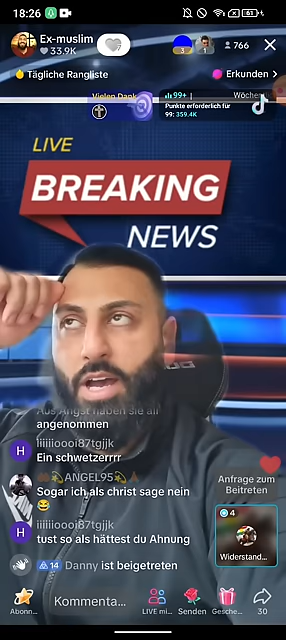 18:26
81
Ex-muslim
33.9K
766
Tägliche Rangliste
Erkunden >
Vielen Dank
99+ |
Punkte erforderlich für
99: 359.4K
LIVE
BREAKING
NEWS
Aus Angst haben sie all
angenommen
H
iiiiiioooi87tgjjk
Ein schwetzerrrr
ANGEL95
Sogar ich als christ sage nein
H
iiiiiioooi87tgjjk
tust so als hättest du Ahnung
14 Danny ist beigetreten
Anfrage zum
Beitreten
4
Widerstand...
Abonn...
Kommenta...
LIVE mi...
Senden
Gesche...
30